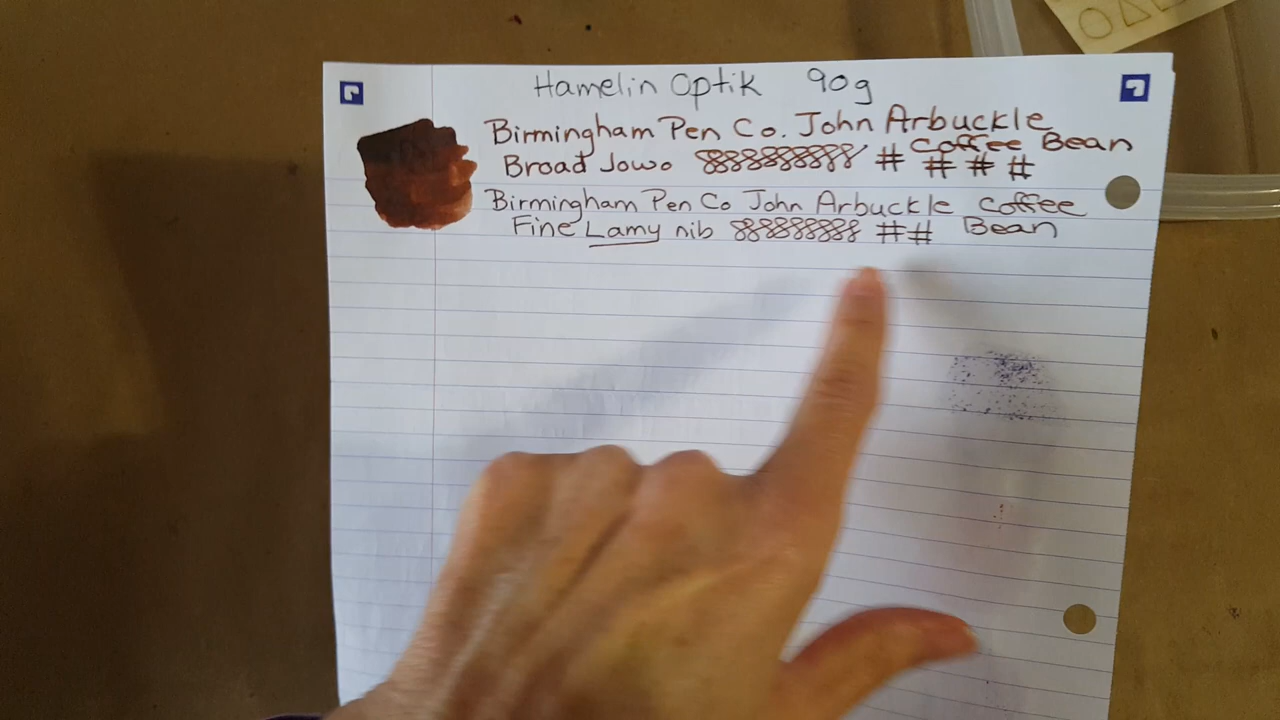 Hamelin Optik 90g
Birmingham Pen Co. John Arbuckle
Coffee Bean
Broad Jowo 8888888888 # # # #
Birmingham Pen Co John Arbuckle Coffee
Fine Lamy nib 88888888 ## Bean